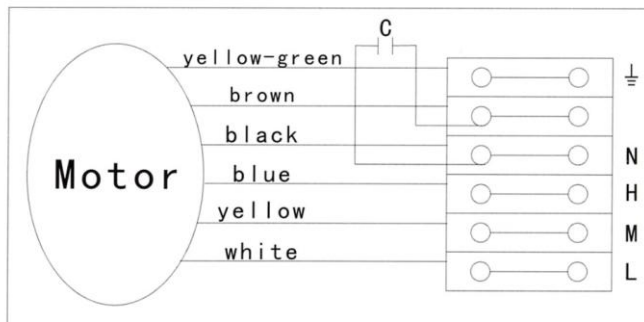 C
yellow-green
brown
black
N
Motor
blue
H
yellow
M
white
L